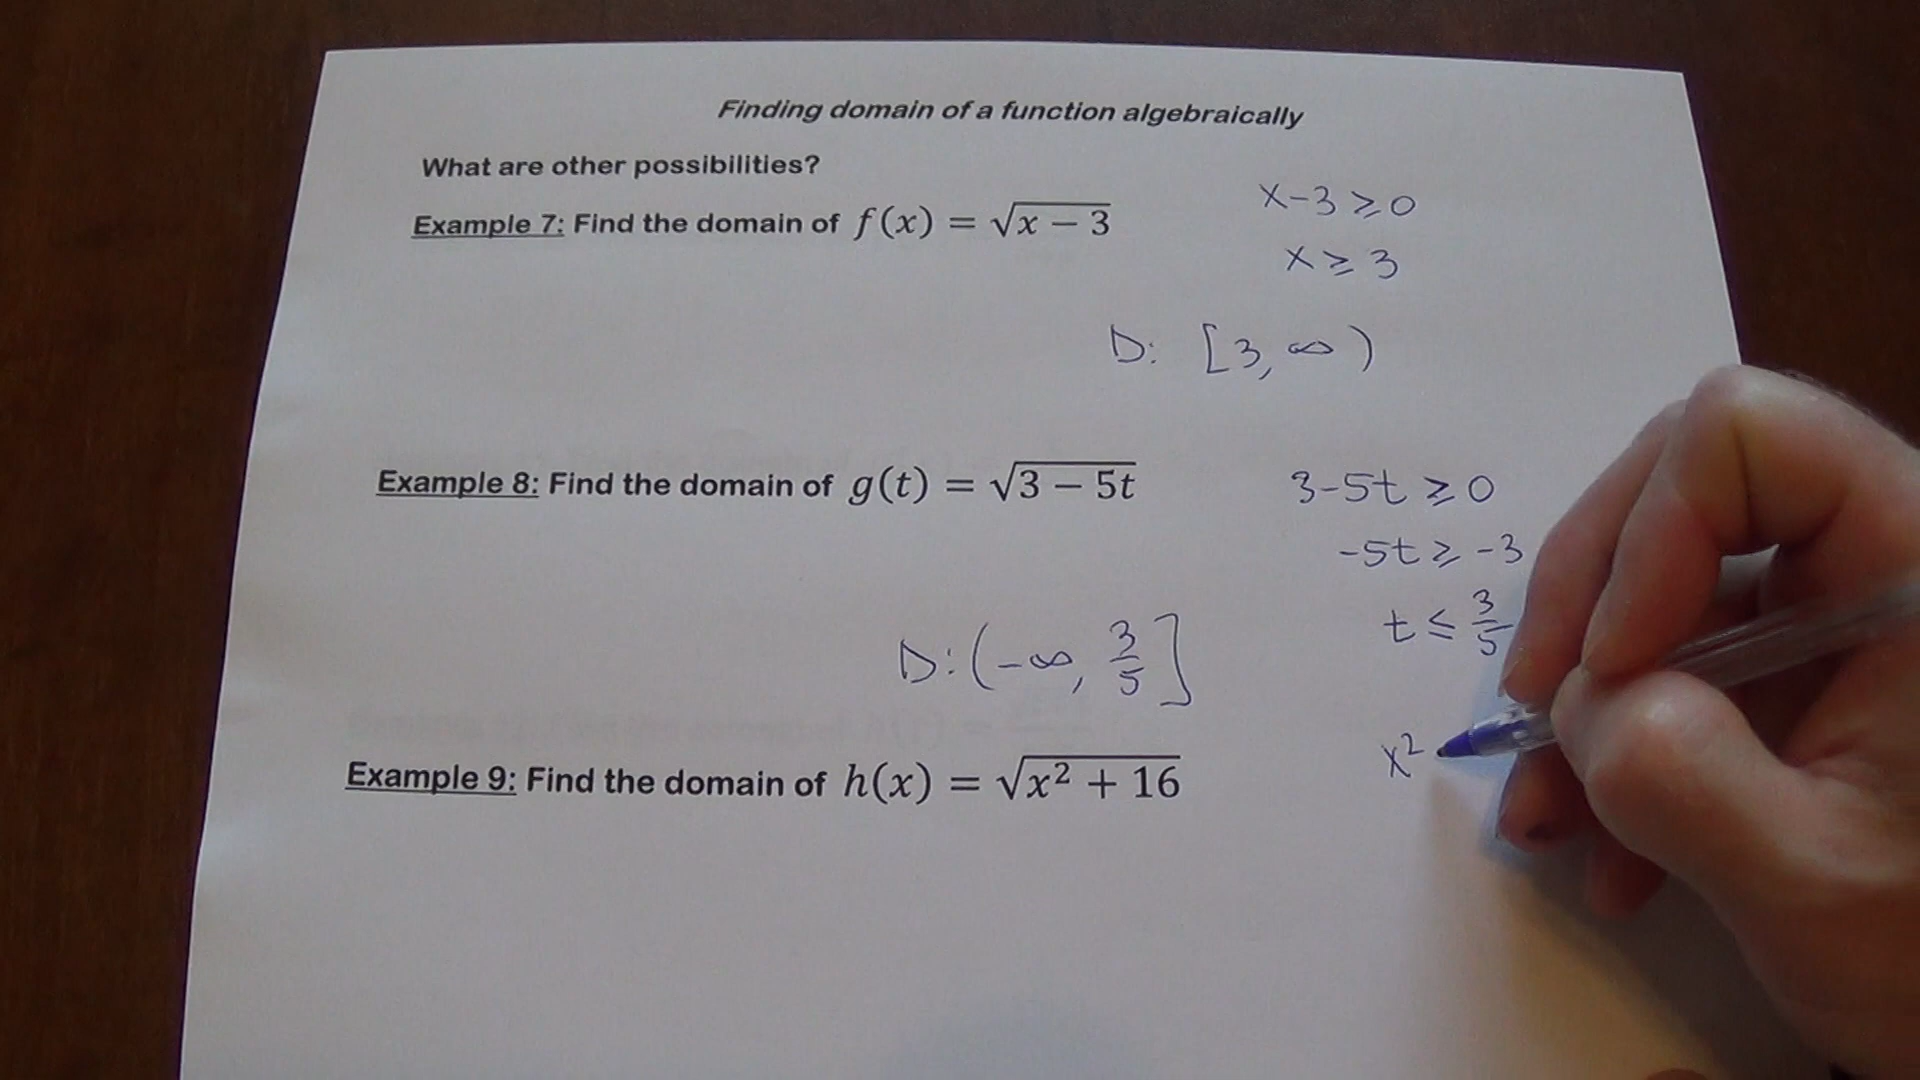 Finding domain of a function algebraically
What are other possibilities?
Example 7: Find the domain of f(x) = √x − 3
x-3 ≥ 0
x ≥ 3
D: [3, ∞)
Example 8: Find the domain of g(t) = √3 − 5t
3-5t ≥ 0
-5t ≥ -3
t ≤ 3/5
D: (-∞, 3/5]
Example 9: Find the domain of h(x) = √x² + 16
x²